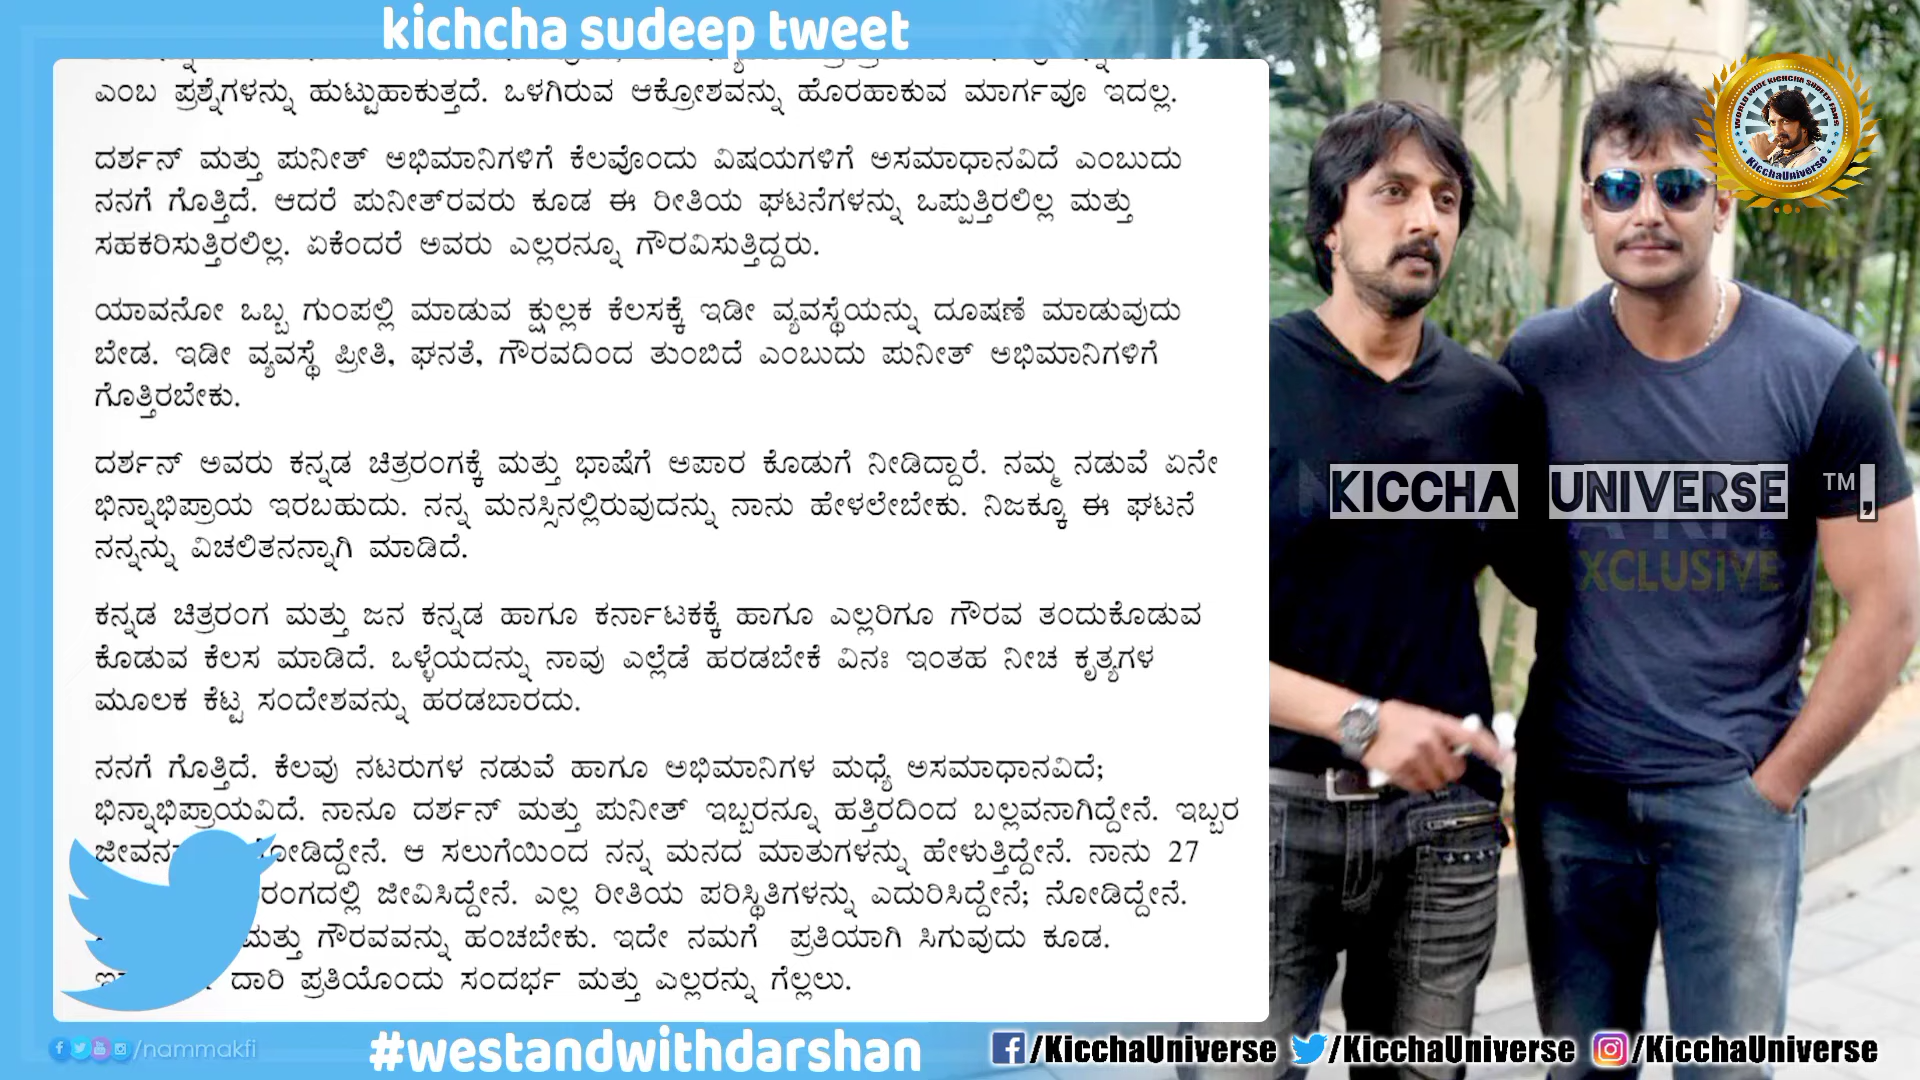 kichcha sudeep tweet
ಎಂಬ ಪ್ರಶ್ನೆಗಳನ್ನು ಹುಟ್ಟುಹಾಕುತ್ತದೆ. ಒಳಗಿರುವ ಆಕ್ರೋಶವನ್ನು ಹೊರಹಾಕುವ ಮಾರ್ಗವೂ ಇದಲ್ಲ.
ದರ್ಶನ್ ಮತ್ತು ಪುನೀತ್ ಅಭಿಮಾನಿಗಳಿಗೆ ಕೆಲವೊಂದು ವಿಷಯಗಳಿಗೆ ಅಸಮಾಧಾನವಿದೆ ಎಂಬುದು
ನನಗೆ ಗೊತ್ತಿದೆ. ಆದರೆ ಪುನೀತ್‌ರವರು ಕೂಡ ಈ ರೀತಿಯ ಘಟನೆಗಳನ್ನು ಒಪ್ಪುತ್ತಿರಲಿಲ್ಲ ಮತ್ತು
ಸಹಕರಿಸುತ್ತಿರಲಿಲ್ಲ. ಏಕೆಂದರೆ ಅವರು ಎಲ್ಲರನ್ನೂ ಗೌರವಿಸುತ್ತಿದ್ದರು.
ಯಾವನೋ ಒಬ್ಬ ಗುಂಪಲ್ಲಿ ಮಾಡುವ ಕ್ಷುಲ್ಲಕ ಕೆಲಸಕ್ಕೆ ಇಡೀ ವ್ಯವಸ್ಥೆಯನ್ನು ದೂಷಣೆ ಮಾಡುವುದು
ಬೇಡ. ಇಡೀ ವ್ಯವಸ್ಥೆ ಪ್ರೀತಿ, ಘನತೆ, ಗೌರವದಿಂದ ತುಂಬಿದೆ ಎಂಬುದು ಪುನೀತ್ ಅಭಿಮಾನಿಗಳಿಗೆ
ಗೊತ್ತಿರಬೇಕು.
ದರ್ಶನ್ ಅವರು ಕನ್ನಡ ಚಿತ್ರರಂಗಕ್ಕೆ ಮತ್ತು ಭಾಷೆಗೆ ಅಪಾರ ಕೊಡುಗೆ ನೀಡಿದ್ದಾರೆ. ನಮ್ಮ ನಡುವೆ ಏನೇ
ಭಿನ್ನಾಭಿಪ್ರಾಯ ಇರಬಹುದು. ನನ್ನ ಮನಸ್ಸಿನಲ್ಲಿರುವುದನ್ನು ನಾನು ಹೇಳಲೇಬೇಕು. ನಿಜಕ್ಕೂ ಈ ಘಟನೆ
ನನ್ನನ್ನು ವಿಚಲಿತನನ್ನಾಗಿ ಮಾಡಿದೆ.
ಕನ್ನಡ ಚಿತ್ರರಂಗ ಮತ್ತು ಜನ ಕನ್ನಡ ಹಾಗೂ ಕರ್ನಾಟಕಕ್ಕೆ ಹಾಗೂ ಎಲ್ಲರಿಗೂ ಗೌರವ ತಂದುಕೊಡುವ
ಕೊಡುವ ಕೆಲಸ ಮಾಡಿದೆ. ಒಳ್ಳೆಯದನ್ನು ನಾವು ಎಲ್ಲೆಡೆ ಹರಡಬೇಕೆ ವಿನಃ ಇಂತಹ ನೀಚ ಕೃತ್ಯಗಳ
ಮೂಲಕ ಕೆಟ್ಟ ಸಂದೇಶವನ್ನು ಹರಡಬಾರದು.
ನನಗೆ ಗೊತ್ತಿದೆ. ಕೆಲವು ನಟರುಗಳ ನಡುವೆ ಹಾಗೂ ಅಭಿಮಾನಿಗಳ ಮಧ್ಯೆ ಅಸಮಾಧಾನವಿದೆ;
ಭಿನ್ನಾಭಿಪ್ರಾಯವಿದೆ. ನಾನೂ ದರ್ಶನ್ ಮತ್ತು ಪುನೀತ್ ಇಬ್ಬರನ್ನೂ ಹತ್ತಿರದಿಂದ ಬಲ್ಲವನಾಗಿದ್ದೇನೆ. ಇಬ್ಬರ
ಆ ಸಲುಗೆಯಿಂದ ನನ್ನ ಮನದ ಮಾತುಗಳನ್ನು ಹೇಳುತ್ತಿದ್ದೇನೆ. ನಾನು 27
ಜೀವಿಸಿದ್ದೇನೆ. ಎಲ್ಲ ರೀತಿಯ ಪರಿಸ್ಥಿತಿಗಳನ್ನು ಎದುರಿಸಿದ್ದೇನೆ; ನೋಡಿದ್ದೇನೆ.
ಮತ್ತು ಗೌರವವನ್ನು ಹಂಚಬೇಕು. ಇದೇ ನಮಗೆ ಪ್ರತಿಯಾಗಿ ಸಿಗುವುದು ಕೂಡ.
ದಾರಿ ಪ್ರತಿಯೊಂದು ಸಂದರ್ಭ ಮತ್ತು ಎಲ್ಲರನ್ನು ಗೆಲ್ಲಲು.
WORLD WIDE KICHCHA SUDEEP FANS
KicchaUniverse
KICCHA UNIVERSE ™,
XCLUSIVE
/nammakfi
#westandwithdarshan
/KicchaUniverse /KicchaUniverse /KicchaUniverse